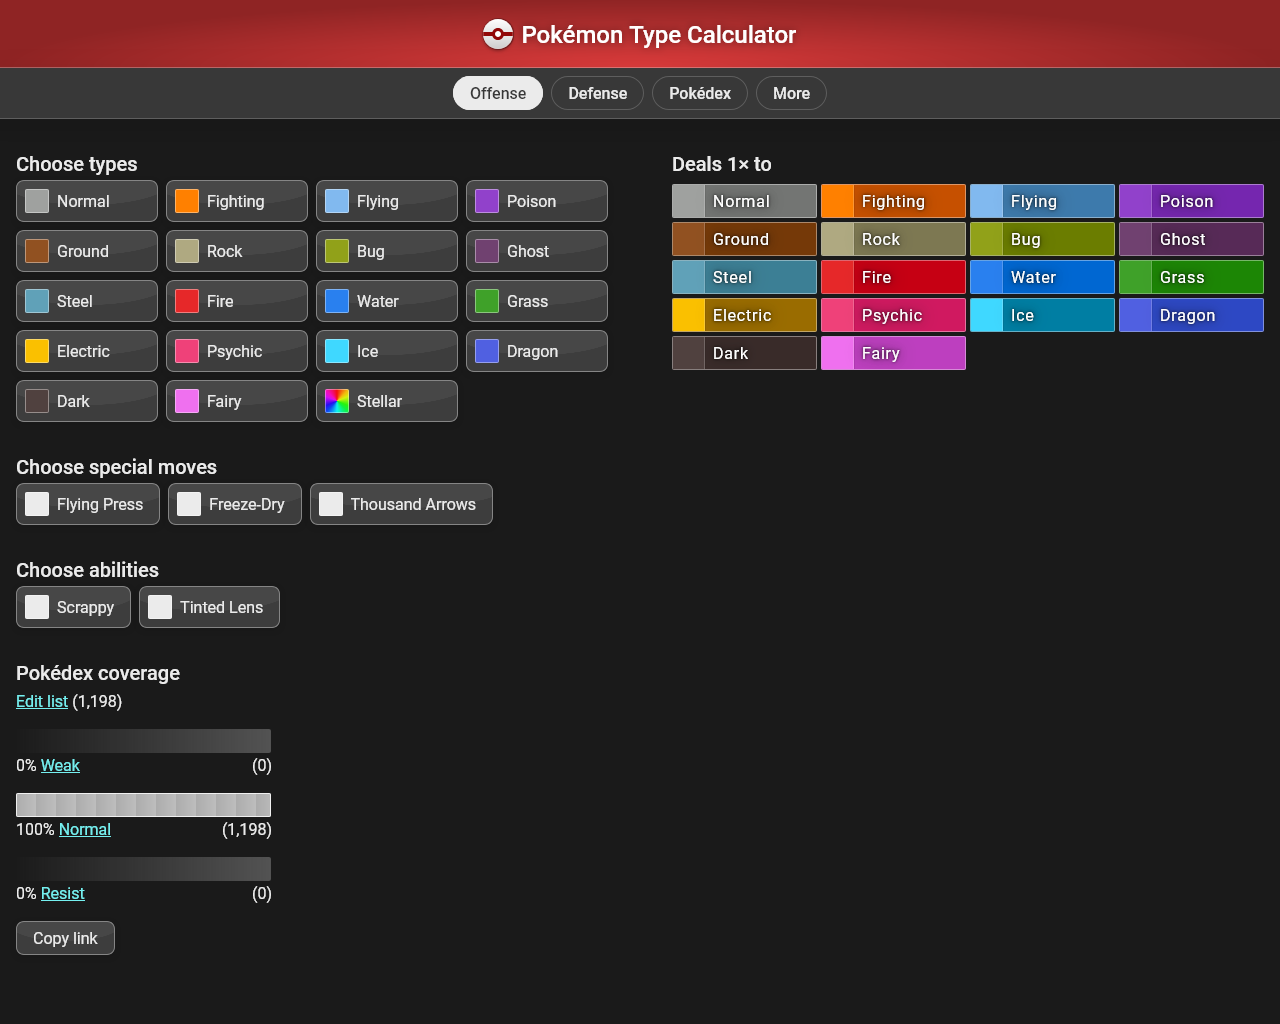 Pokémon Type Calculator
Offense Defense Pokédex More
Choose types
Normal Fighting Flying Poison
Ground Rock Bug Ghost
Steel Fire Water Grass
Electric Psychic Ice Dragon
Dark Fairy Stellar
Choose special moves
Flying Press Freeze-Dry Thousand Arrows
Choose abilities
Scrappy Tinted Lens
Pokédex coverage
Edit list (1,198)
0% Weak (0)
100% Normal (1,198)
0% Resist (0)
Copy link
Deals 1× to
Normal Fighting Flying Poison
Ground Rock Bug Ghost
Steel Fire Water Grass
Electric Psychic Ice Dragon
Dark Fairy